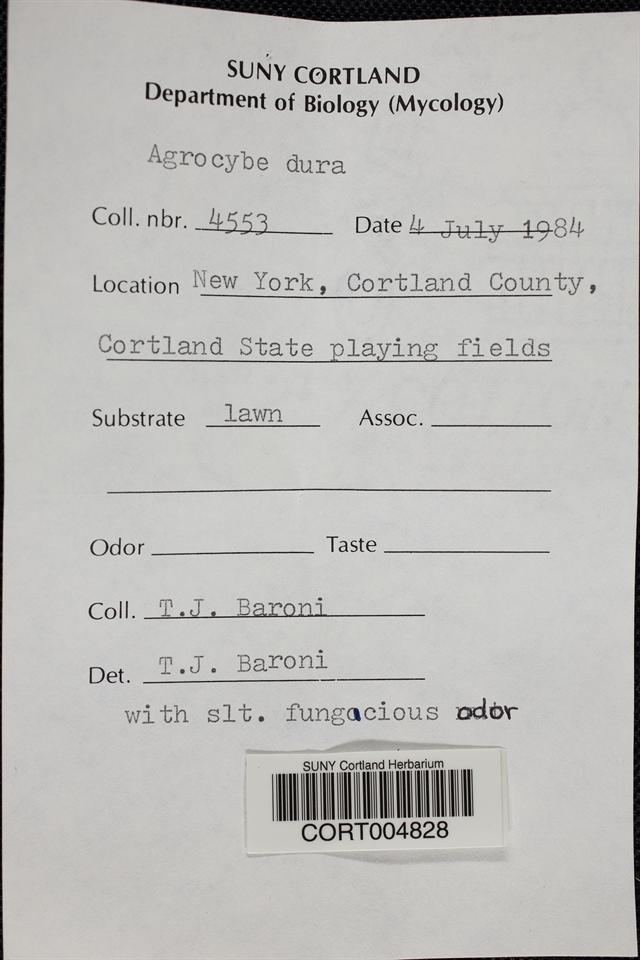 SUNY CORTLAND
Department of Biology (Mycology)
Agrocybe dura
Coll. nbr. 4553 Date 4 July 1984
Location New York, Cortland County,
Cortland State playing fields
Substrate lawn Assoc.
Odor Taste
Coll. T.J. Baroni
Det. T.J. Baroni
with slt. fungacious odor
SUNY Cortland Herbarium
CORT004828